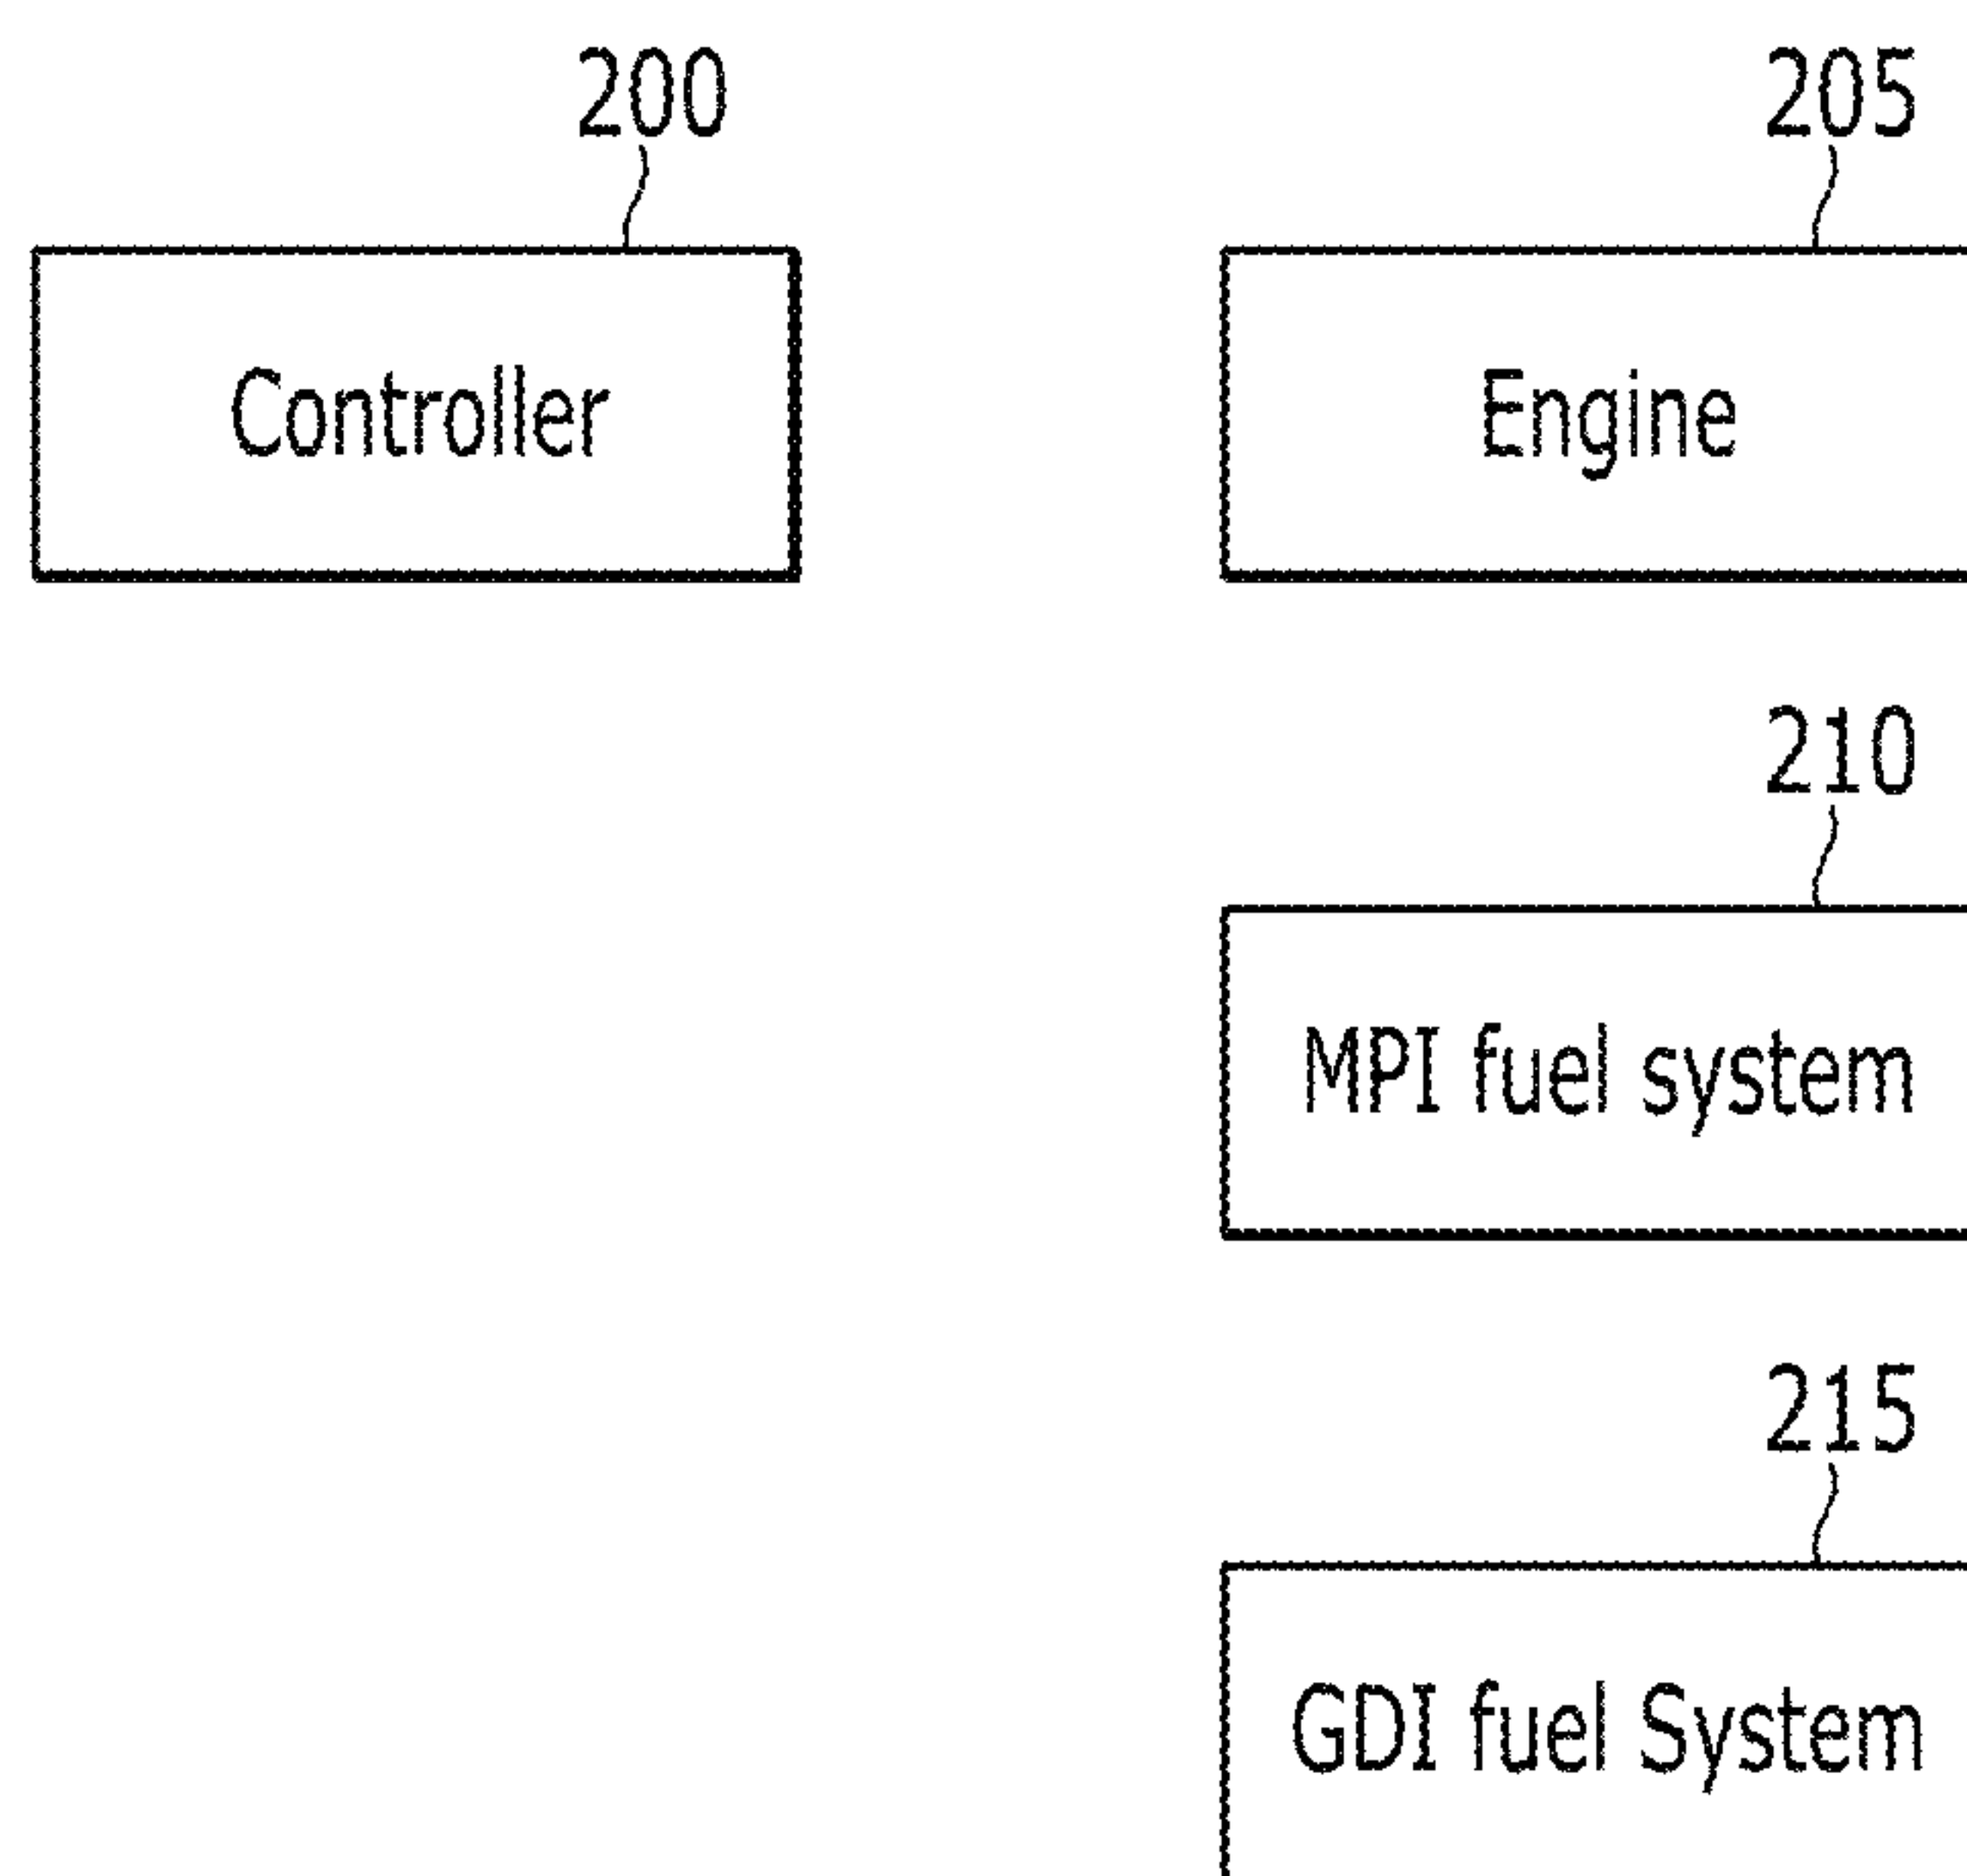 200
205
Controller
Engine
210
MPI fuel system
215
GDI fuel System